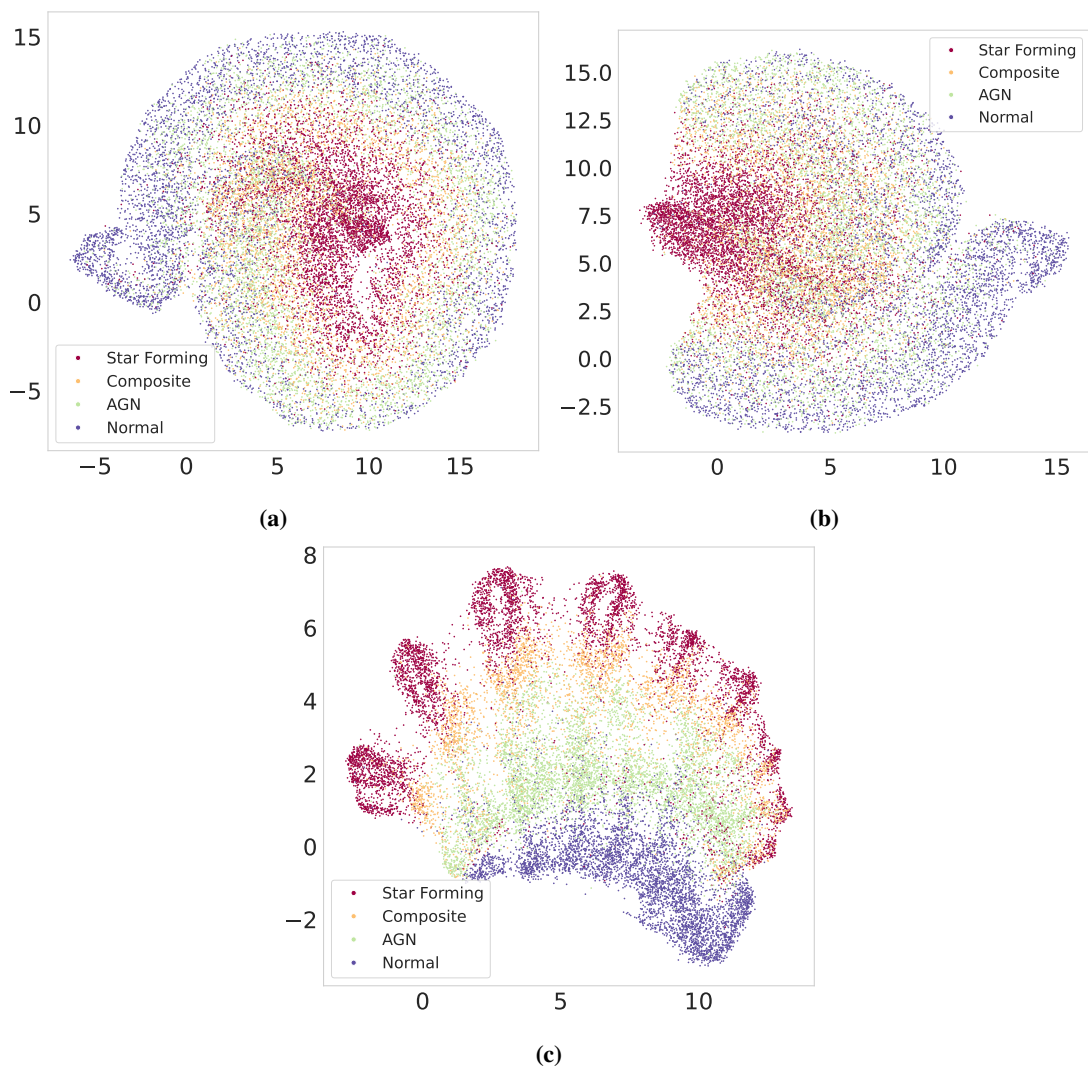 15
10
5
0
−5
−5 0 5 10 15
Star Forming
Composite
AGN
Normal
(a)
15.0
12.5
10.0
7.5
5.0
2.5
0.0
−2.5
0 5 10 15
Star Forming
Composite
AGN
Normal
(b)
8
6
4
2
0
−2
0 5 10
Star Forming
Composite
AGN
Normal
(c)